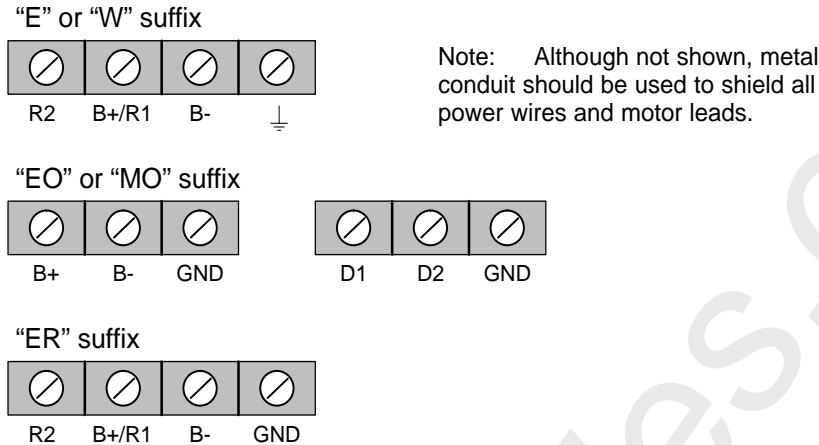 “E” or “W” suffix
R2 B+/R1 B-
Note: Although not shown, metal
conduit should be used to shield all
power wires and motor leads.
“EO” or “MO” suffix
B+ B- GND
D1 D2 GND
“ER” suffix
R2 B+/R1 B- GND